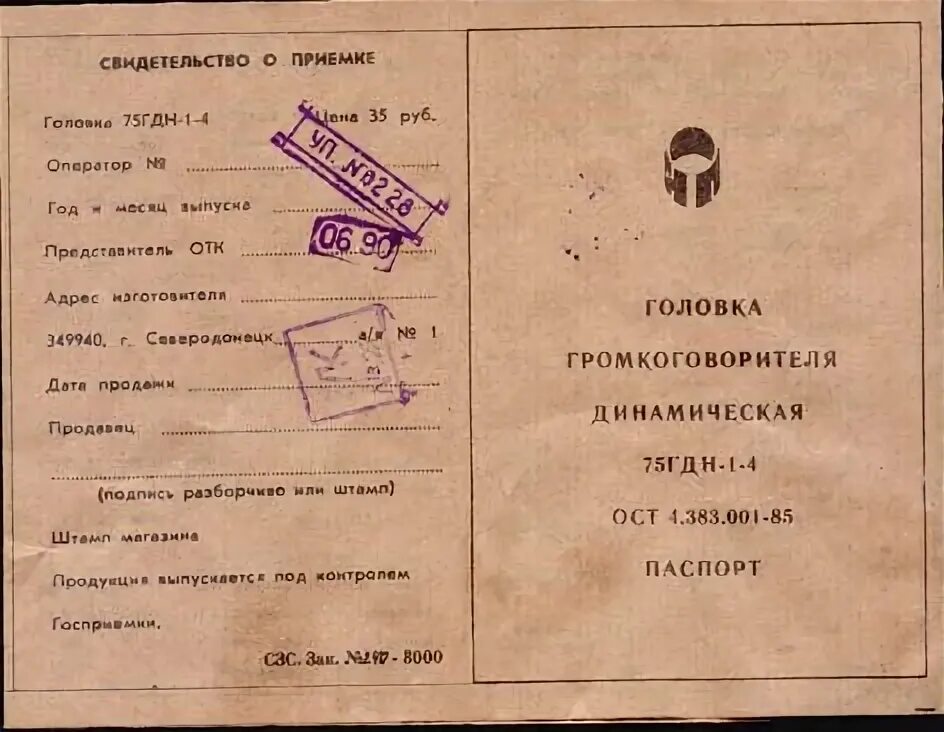 СВИДЕТЕЛЬСТВО О ПРИЕМКЕ
Головка 75ГДН-1-4 Цена 35 руб.
Оператор №
УП. №0228
Год и месяц выпуска
06 90
Представитель ОТК
Адрес изготовителя
349940, г. Северодонецк, а/я № 1
Дата продажи
Продавец
(подпись разборчиво или штамп)
Штамп магазина
Продукция выпускается под контролем
Госприемки.
СЗС. Зак. - 8000
ГОЛОВКА
ГРОМКОГОВОРИТЕЛЯ
ДИНАМИЧЕСКАЯ
75ГДН-1-4
ОСТ 4.383.001-85
ПАСПОРТ